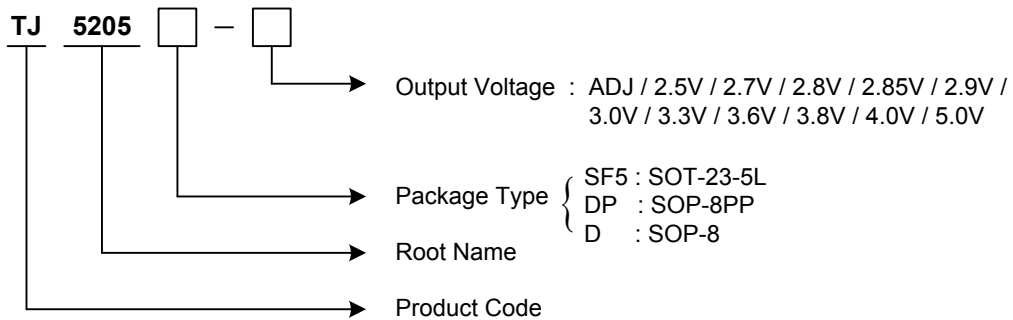 TJ 5205 –
Output Voltage : ADJ / 2.5V / 2.7V / 2.8V / 2.85V / 2.9V /
3.0V / 3.3V / 3.6V / 3.8V / 4.0V / 5.0V
Package Type { SF5 : SOT-23-5L
DP : SOP-8PP
D : SOP-8
Root Name
Product Code